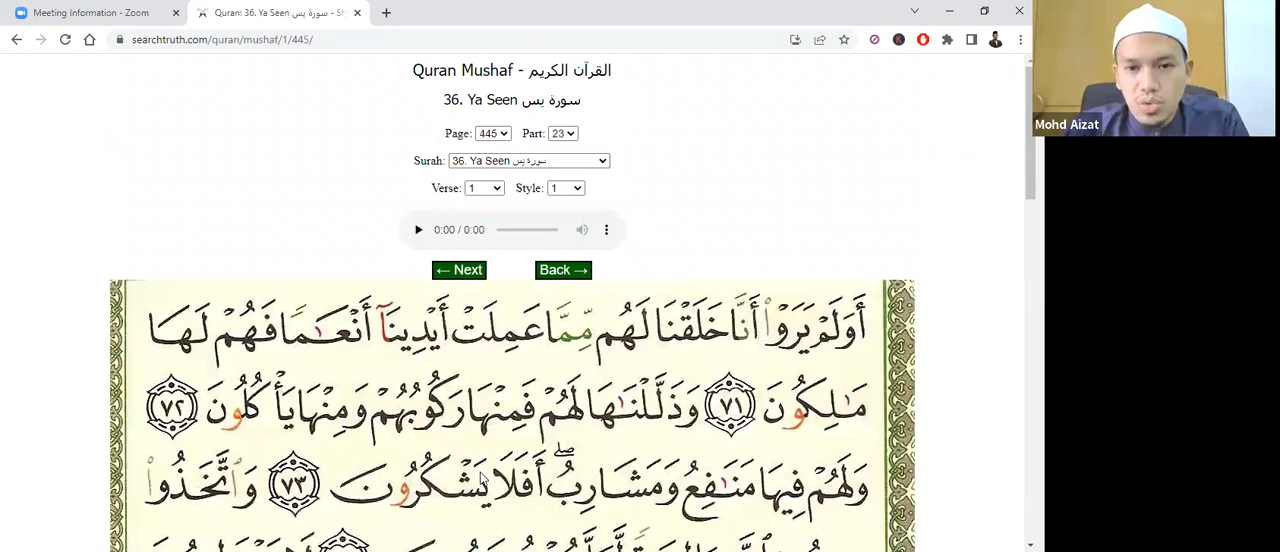 Meeting Information - Zoom
Quran: 36. Ya Seen سورة يس - St
searchtruth.com/quran/mushaf/1/445/
Mohd Aizat
Quran Mushaf - القرآن الكريم
36. Ya Seen سورة يس
Page: 445 Part: 23
Surah: 36. Ya Seen سورة يس
Verse: 1 Style: 1
0:00 / 0:00
← Next Back →
أَوَلَمْ يَرَوْا۟ أَنَّا خَلَقْنَا لَهُم مِّمَّا عَمِلَتْ أَيْدِينَآ أَنْعَـٰمًا فَهُمْ لَهَا
مَـٰلِكُونَ ٧١ وَذَلَّلْنَـٰهَا لَهُمْ فَمِنْهَا رَكُوبُهُمْ وَمِنْهَا يَأْكُلُونَ ٧٢
وَلَهُمْ فِيهَا مَنَـٰفِعُ وَمَشَارِبُ ۖ أَفَلَا يَشْكُرُونَ ٧٣ وَٱتَّخَذُوا۟